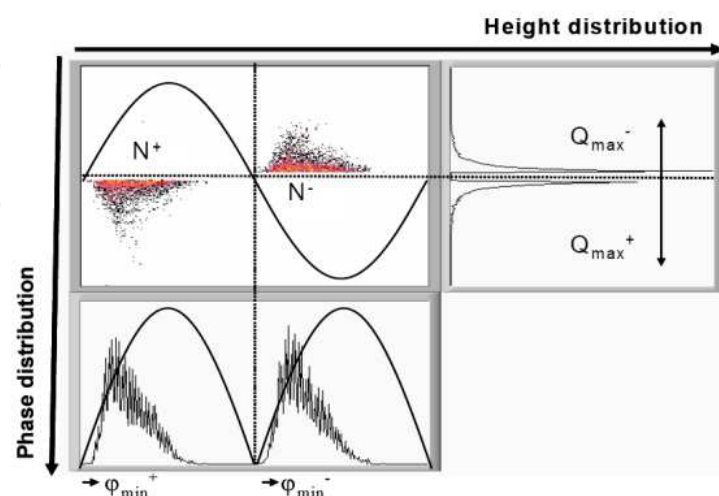 Height distribution
Phase distribution
N⁺
N⁻
Qmax⁻
Qmax⁺
φmin⁺
φmin⁻